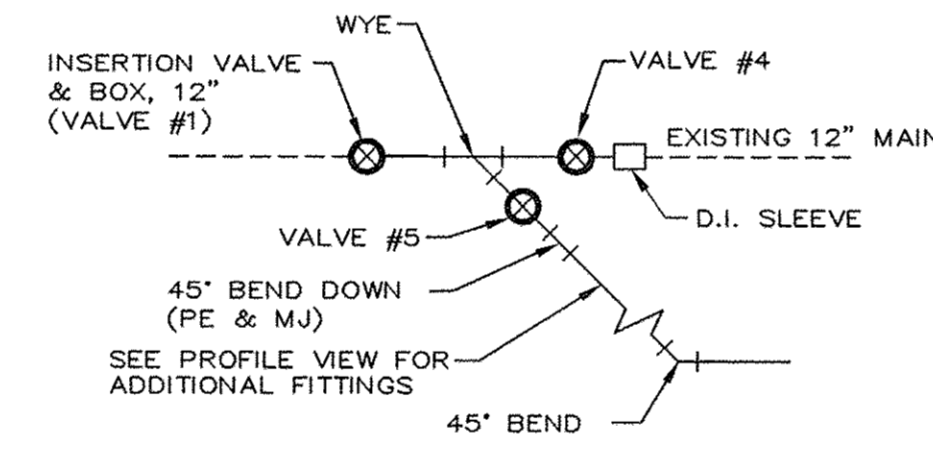 WYE
INSERTION VALVE
& BOX, 12"
(VALVE #1)
VALVE #4
EXISTING 12" MAIN
D.I. SLEEVE
VALVE #5
45° BEND DOWN
(PE & MJ)
SEE PROFILE VIEW FOR
ADDITIONAL FITTINGS
45° BEND